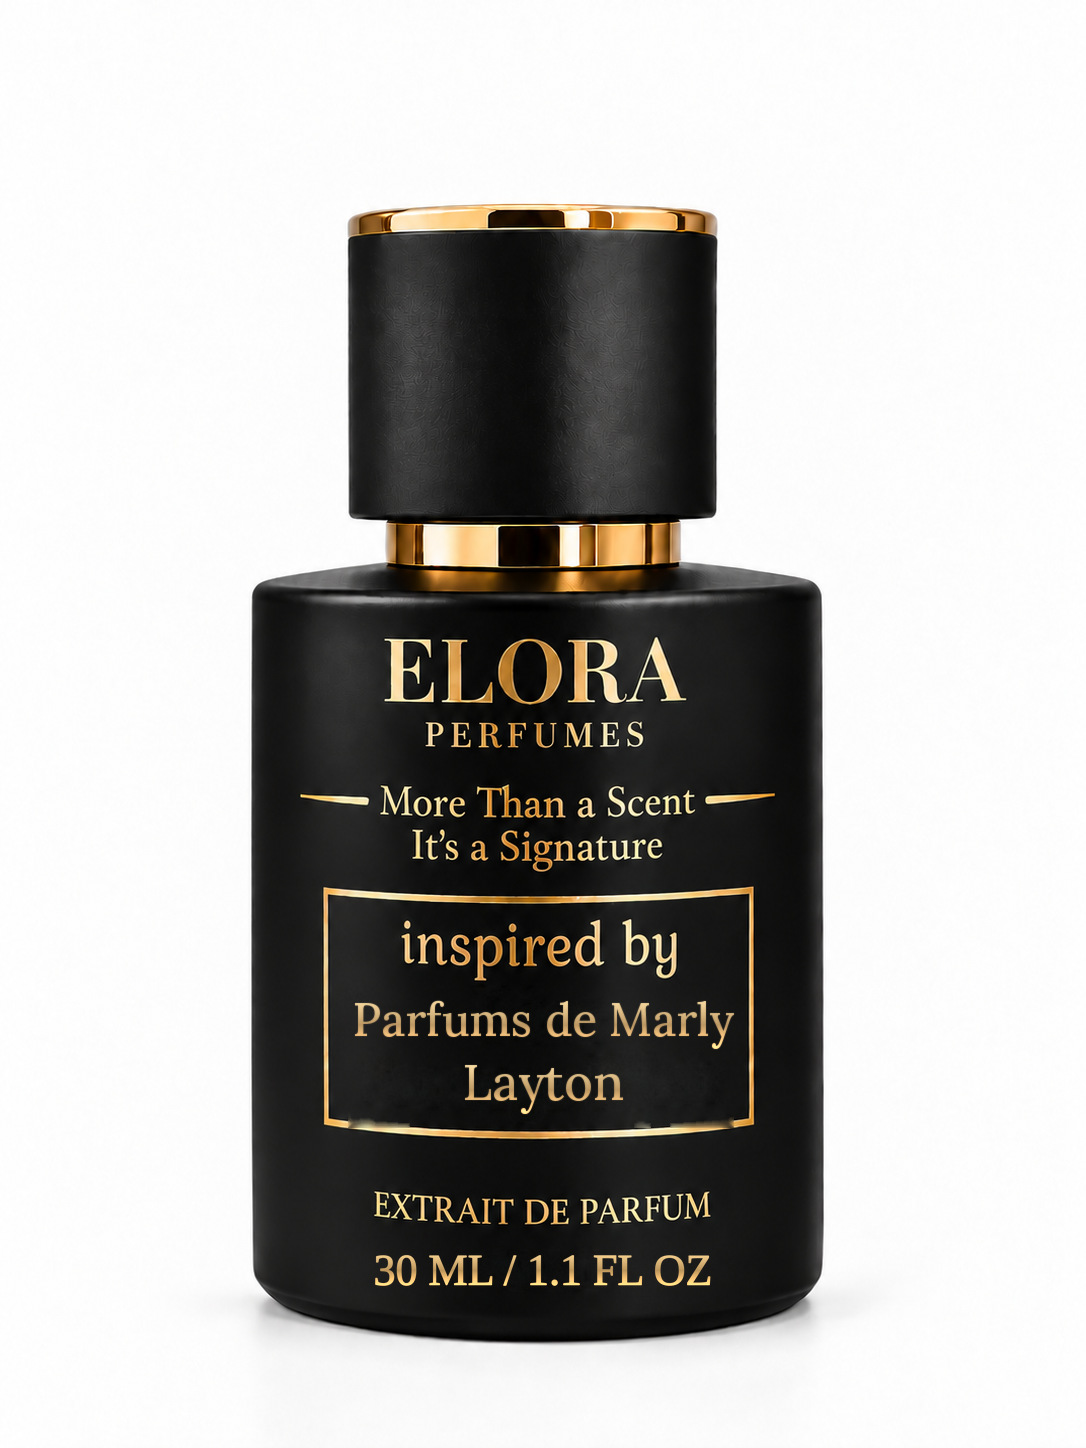 ELORA
PERFUMES
More Than a Scent
It's a Signature
inspired by
Parfums de Marly
Layton
EXTRAIT DE PARFUM
30 ML / 1.1 FL OZ